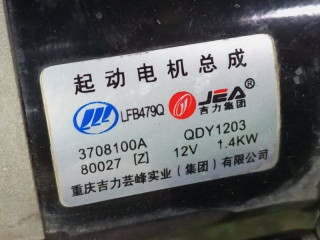 起动电机总成
LFB479Q JEA®
吉力集团
3708100A QDY1203
80027 [Z] 12V 1.4KW
重庆吉力芸峰实业（集团）有限公司